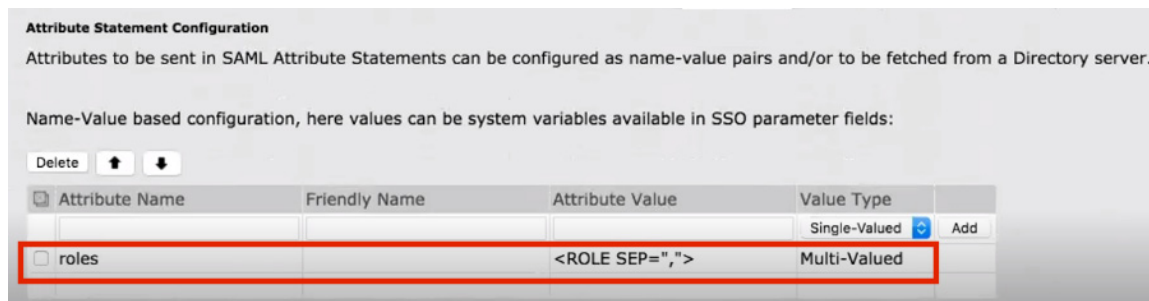 Attribute Statement Configuration
Attributes to be sent in SAML Attribute Statements can be configured as name-value pairs and/or to be fetched from a Directory server.
Name-Value based configuration, here values can be system variables available in SSO parameter fields:
Delete
Attribute Name Friendly Name Attribute Value Value Type
Single-Valued Add
roles <ROLE SEP=","> Multi-Valued